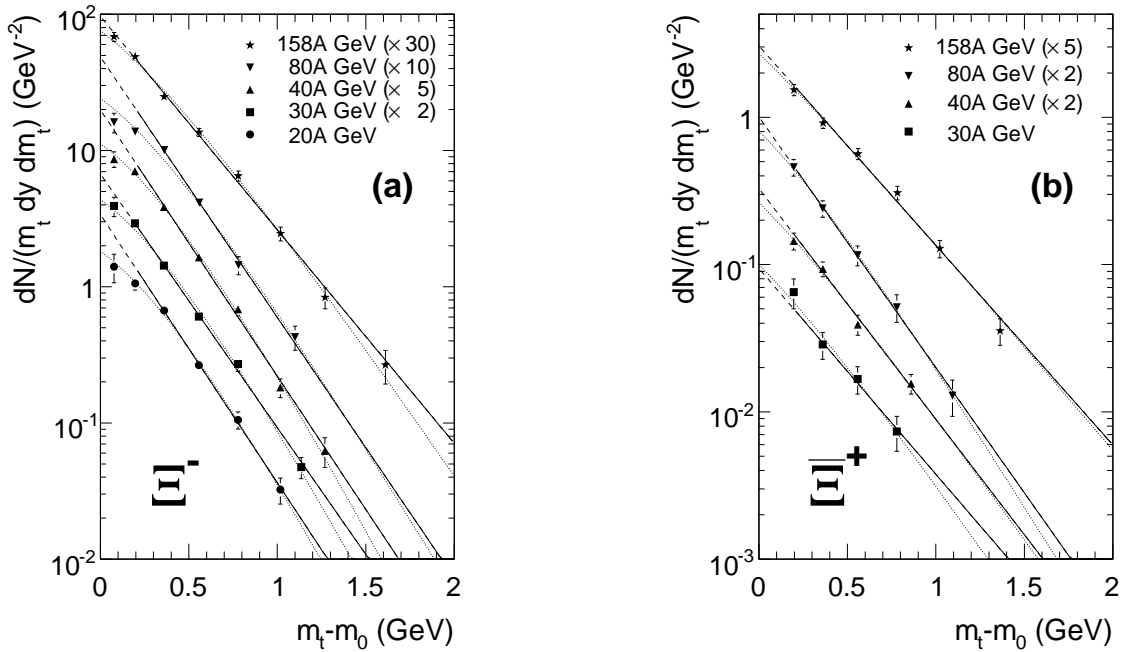 dN/(m_t dy dm_t) (GeV^-2)
10^2
10
1
10^-1
10^-2
158A GeV (× 30)
80A GeV (× 10)
40A GeV (× 5)
30A GeV (× 2)
20A GeV
(a)
Ξ^-
0 0.5 1 1.5 2
m_t-m_0 (GeV)
dN/(m_t dy dm_t) (GeV^-2)
1
10^-1
10^-2
10^-3
158A GeV (× 5)
80A GeV (× 2)
40A GeV (× 2)
30A GeV
(b)
Ξ̅^+
0 0.5 1 1.5 2
m_t-m_0 (GeV)